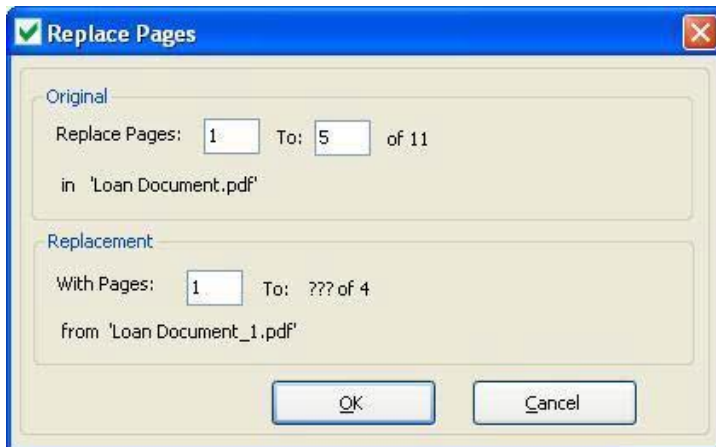 Replace Pages
Original
Replace Pages: 1 To: 5 of 11
in 'Loan Document.pdf'
Replacement
With Pages: 1 To: ??? of 4
from 'Loan Document_1.pdf'
OK Cancel